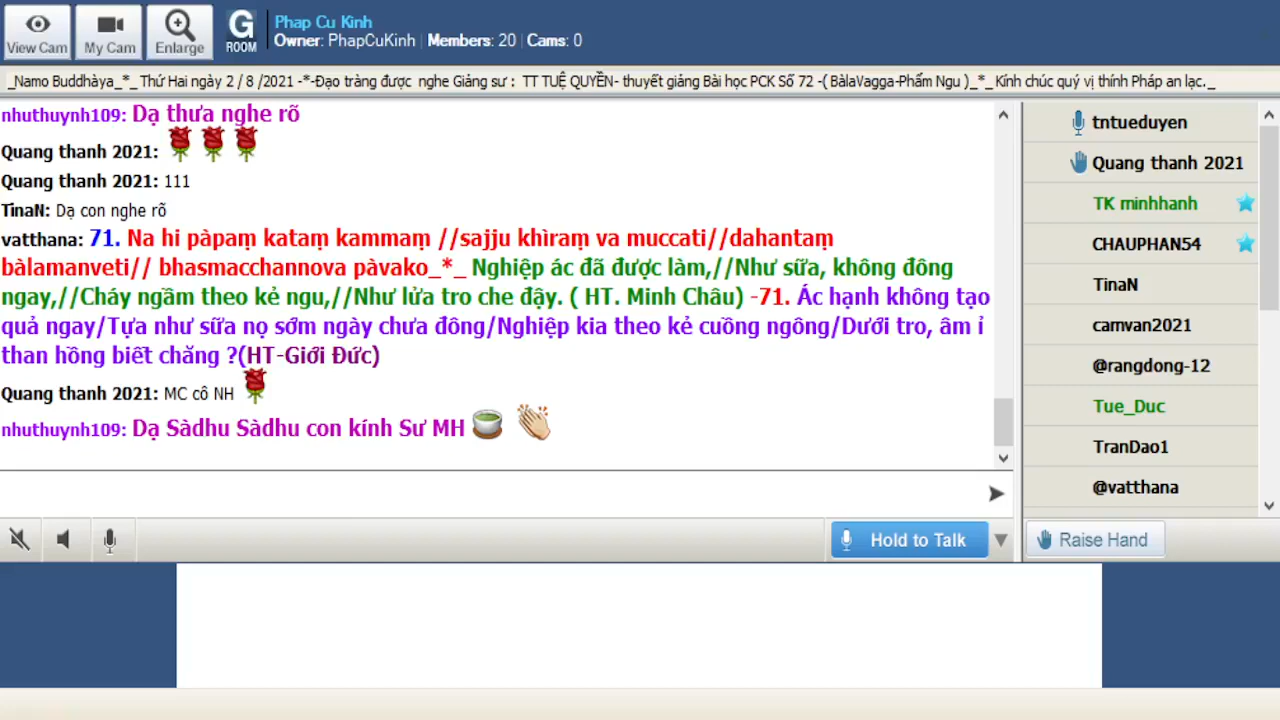 View Cam
My Cam
Enlarge
G
ROOM
Phap Cu Kinh
Owner: PhapCuKinh | Members: 20 | Cams: 0
_Namo Buddhàya_*_ Thứ Hai ngày 2 / 8 /2021 -*-Đạo tràng được nghe Giảng sư : TT TUỆ QUYỀN- thuyết giảng Bài học PCK Số 72 -( BàlaVagga-Phẩm Ngu )_*_ Kính chúc quý vị thính Pháp an lạc._
nhuthuynh109: Dạ thưa nghe rõ
Quang thanh 2021:
Quang thanh 2021: 111
TinaN: Dạ con nghe rõ
vatthana: 71. Na hi pàpaṃ kataṃ kammaṃ //sajju khìraṃ va muccati//dahantaṃ
bàlamanveti// bhasmacchannova pàvako_*_ Nghiệp ác đã được làm,//Như sữa, không đông
ngay,//Cháy ngầm theo kẻ ngu,//Như lửa tro che đậy. ( HT. Minh Châu) -71. Ác hạnh không tạo
quả ngay/Tựa như sữa nọ sớm ngày chưa đông/Nghiệp kia theo kẻ cuồng ngông/Dưới tro, âm ỉ
than hồng biết chăng ?(HT-Giới Đức)
Quang thanh 2021: MC cô NH
nhuthuynh109: Dạ Sàdhu Sàdhu con kính Sư MH
tntueduyen
Quang thanh 2021
TK minhhanh
CHAUPHAN54
TinaN
camvan2021
@rangdong-12
Tue_Duc
TranDao1
@vatthana
Hold to Talk
Raise Hand